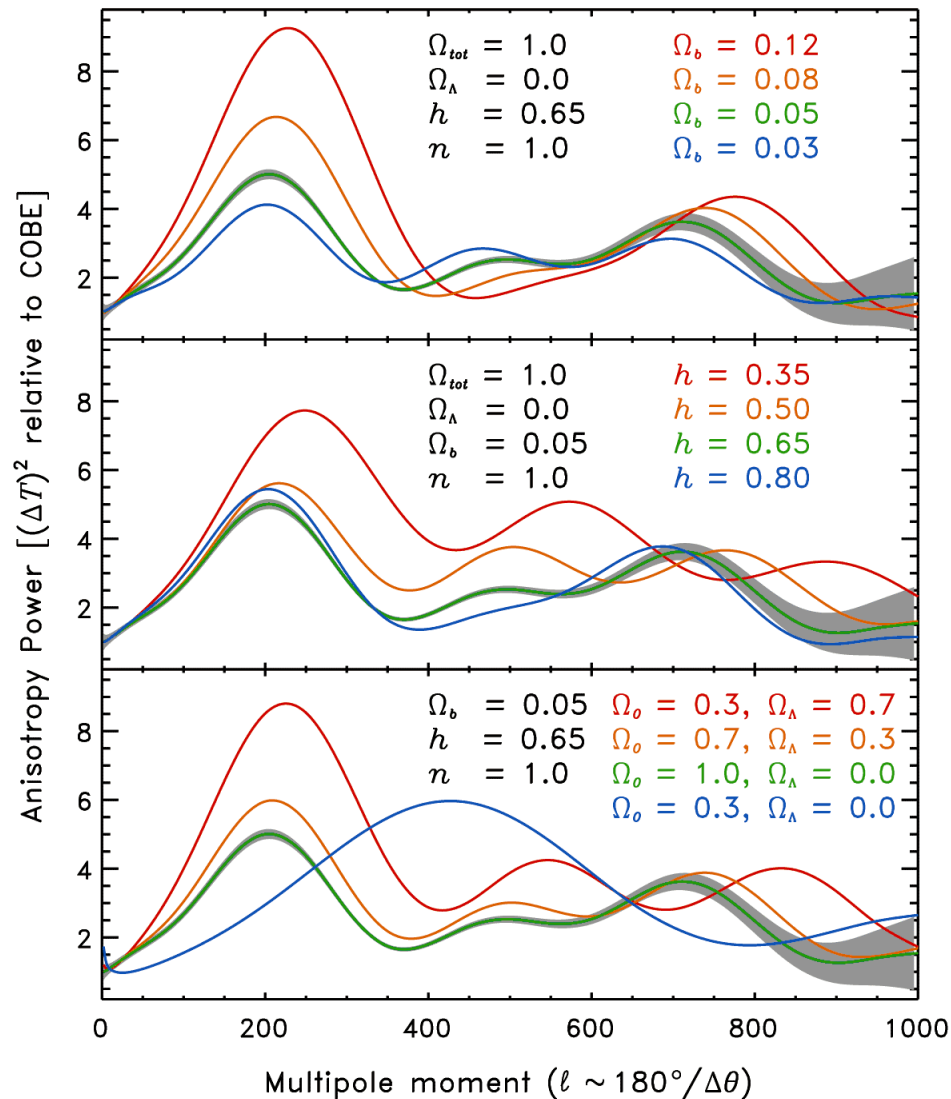 Anisotropy Power [(ΔT)² relative to COBE]
8
6
4
2
Ω_tot = 1.0
Ω_Λ = 0.0
h = 0.65
n = 1.0
Ω_b = 0.12
Ω_b = 0.08
Ω_b = 0.05
Ω_b = 0.03
8
6
4
2
Ω_tot = 1.0
Ω_Λ = 0.0
Ω_b = 0.05
n = 1.0
h = 0.35
h = 0.50
h = 0.65
h = 0.80
8
6
4
2
Ω_b = 0.05
h = 0.65
n = 1.0
Ω_0 = 0.3, Ω_Λ = 0.7
Ω_0 = 0.7, Ω_Λ = 0.3
Ω_0 = 1.0, Ω_Λ = 0.0
Ω_0 = 0.3, Ω_Λ = 0.0
0 200 400 600 800 1000
Multipole moment (ℓ ~ 180°/Δθ)